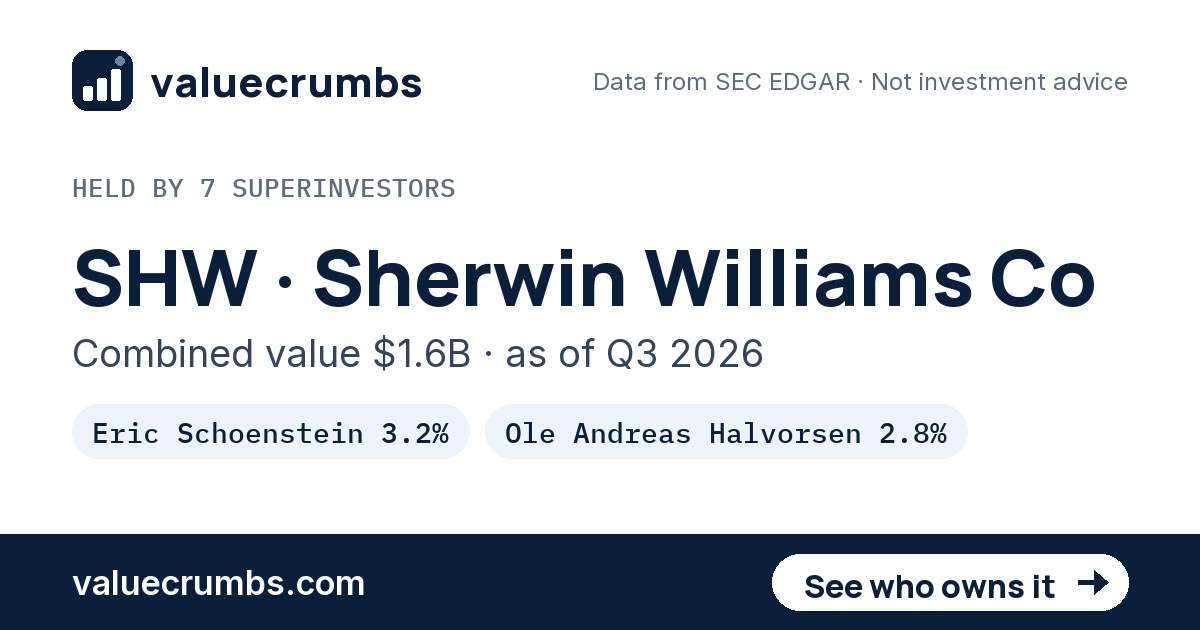 valuecrumbs
Data from SEC EDGAR · Not investment advice
HELD BY 7 SUPERINVESTORS
SHW · Sherwin Williams Co
Combined value $1.6B · as of Q3 2026
Eric Schoenstein 3.2%
Ole Andreas Halvorsen 2.8%
valuecrumbs.com
See who owns it →